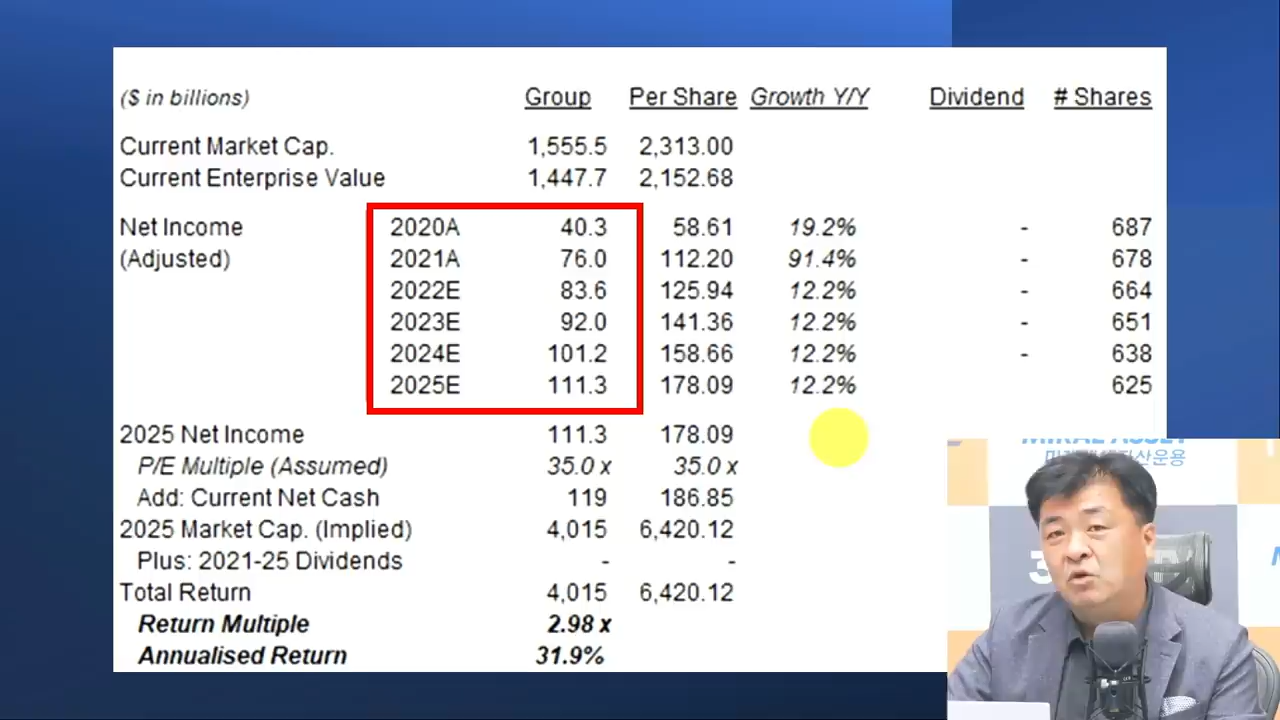 ($ in billions) Group Per Share Growth Y/Y Dividend # Shares
Current Market Cap. 1,555.5 2,313.00
Current Enterprise Value 1,447.7 2,152.68
Net Income 2020A 40.3 58.61 19.2% - 687
(Adjusted) 2021A 76.0 112.20 91.4% - 678
2022E 83.6 125.94 12.2% - 664
2023E 92.0 141.36 12.2% - 651
2024E 101.2 158.66 12.2% - 638
2025E 111.3 178.09 12.2% 625
2025 Net Income 111.3 178.09
P/E Multiple (Assumed) 35.0 x 35.0 x
Add: Current Net Cash 119 186.85
2025 Market Cap. (Implied) 4,015 6,420.12
Plus: 2021-25 Dividends - -
Total Return 4,015 6,420.12
Return Multiple 2.98 x
Annualised Return 31.9%
MIRAE ASSET